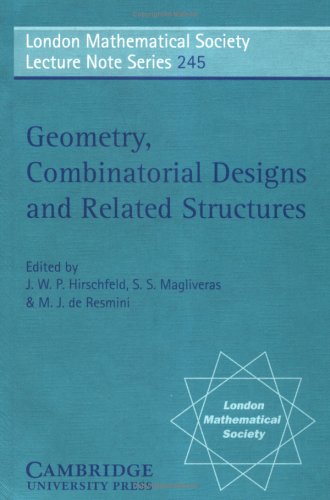 London Mathematical Society
Lecture Note Series 245
Geometry,
Combinatorial Designs
and Related Structures
Edited by
J. W. P. Hirschfeld, S. S. Magliveras
& M. J. de Resmini
London
Mathematical
Society
CAMBRIDGE
UNIVERSITY PRESS